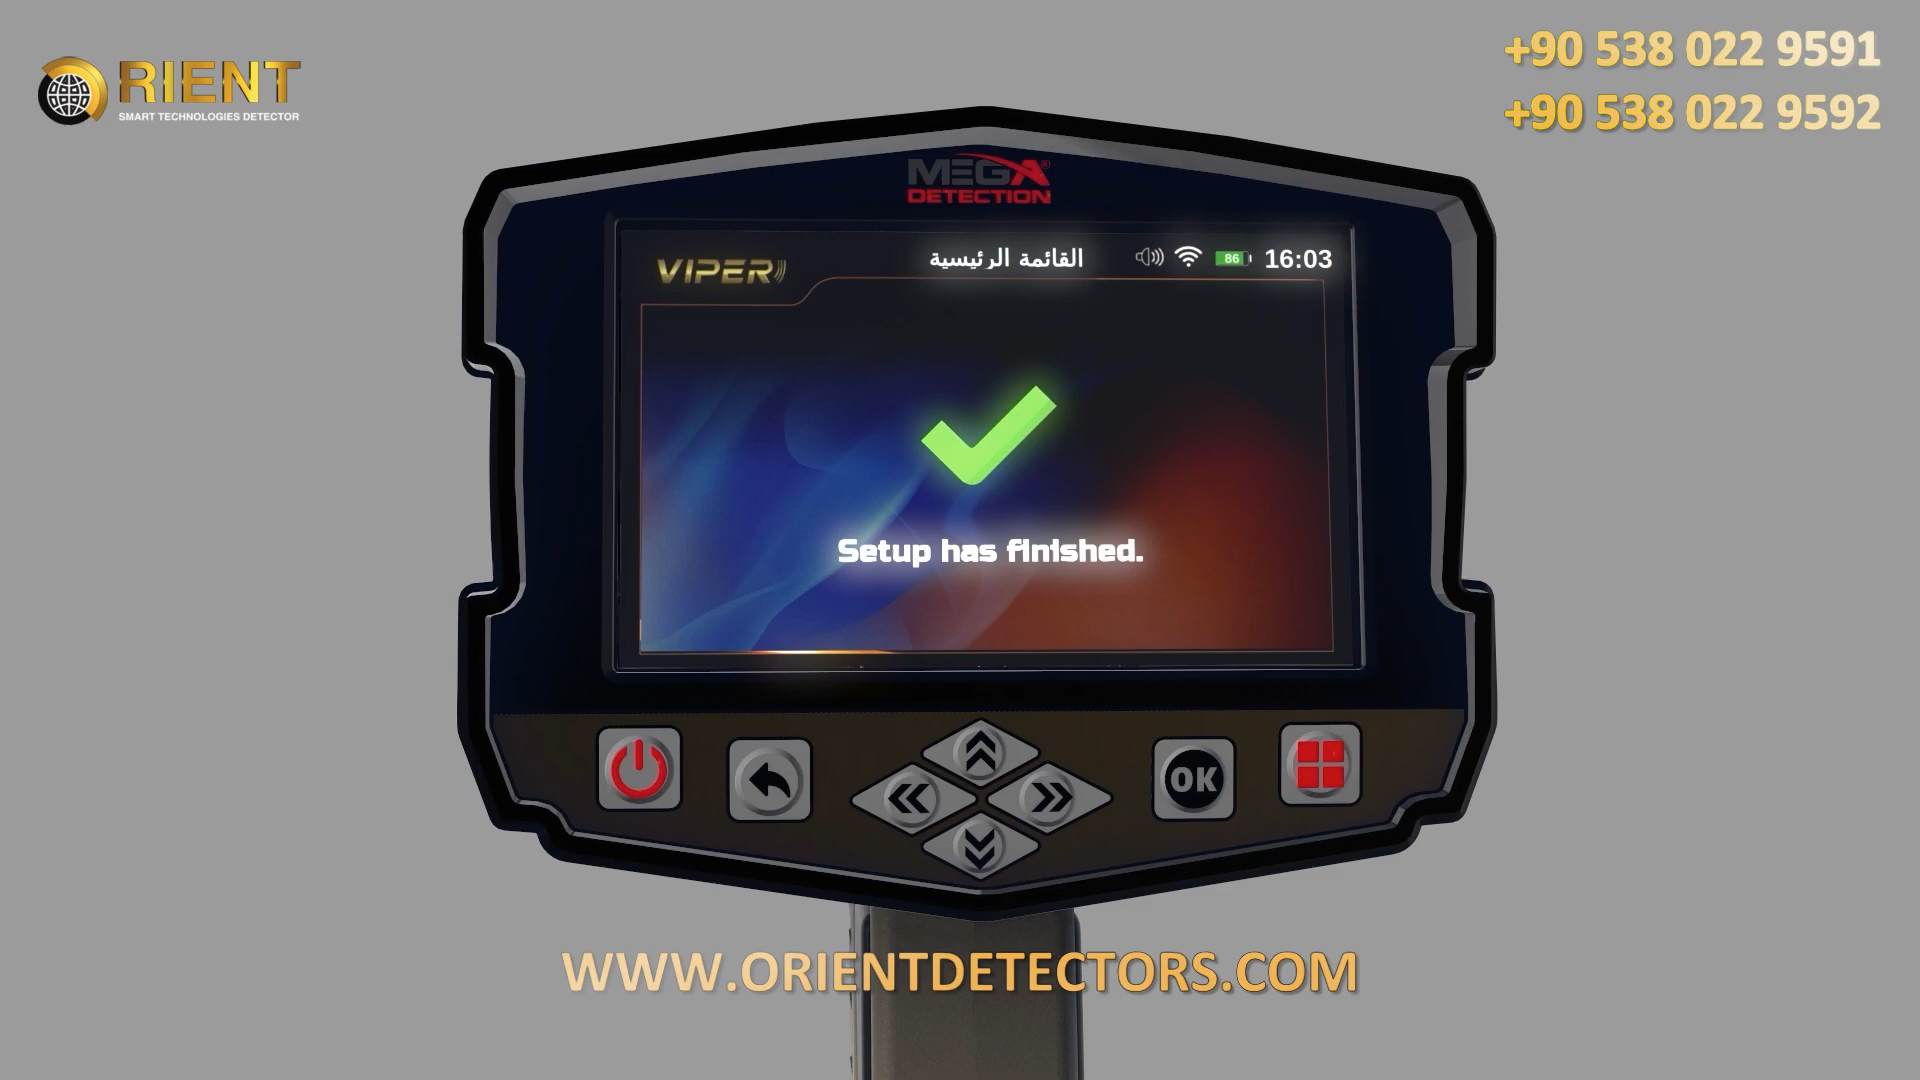 RIENT
SMART TECHNOLOGIES DETECTOR
+90 538 022 9591
+90 538 022 9592
MEGA®
DETECTION
VIPER
القائمة الرئيسية
86
16:03
Setup has finished.
OK
WWW.ORIENTDETECTORS.COM